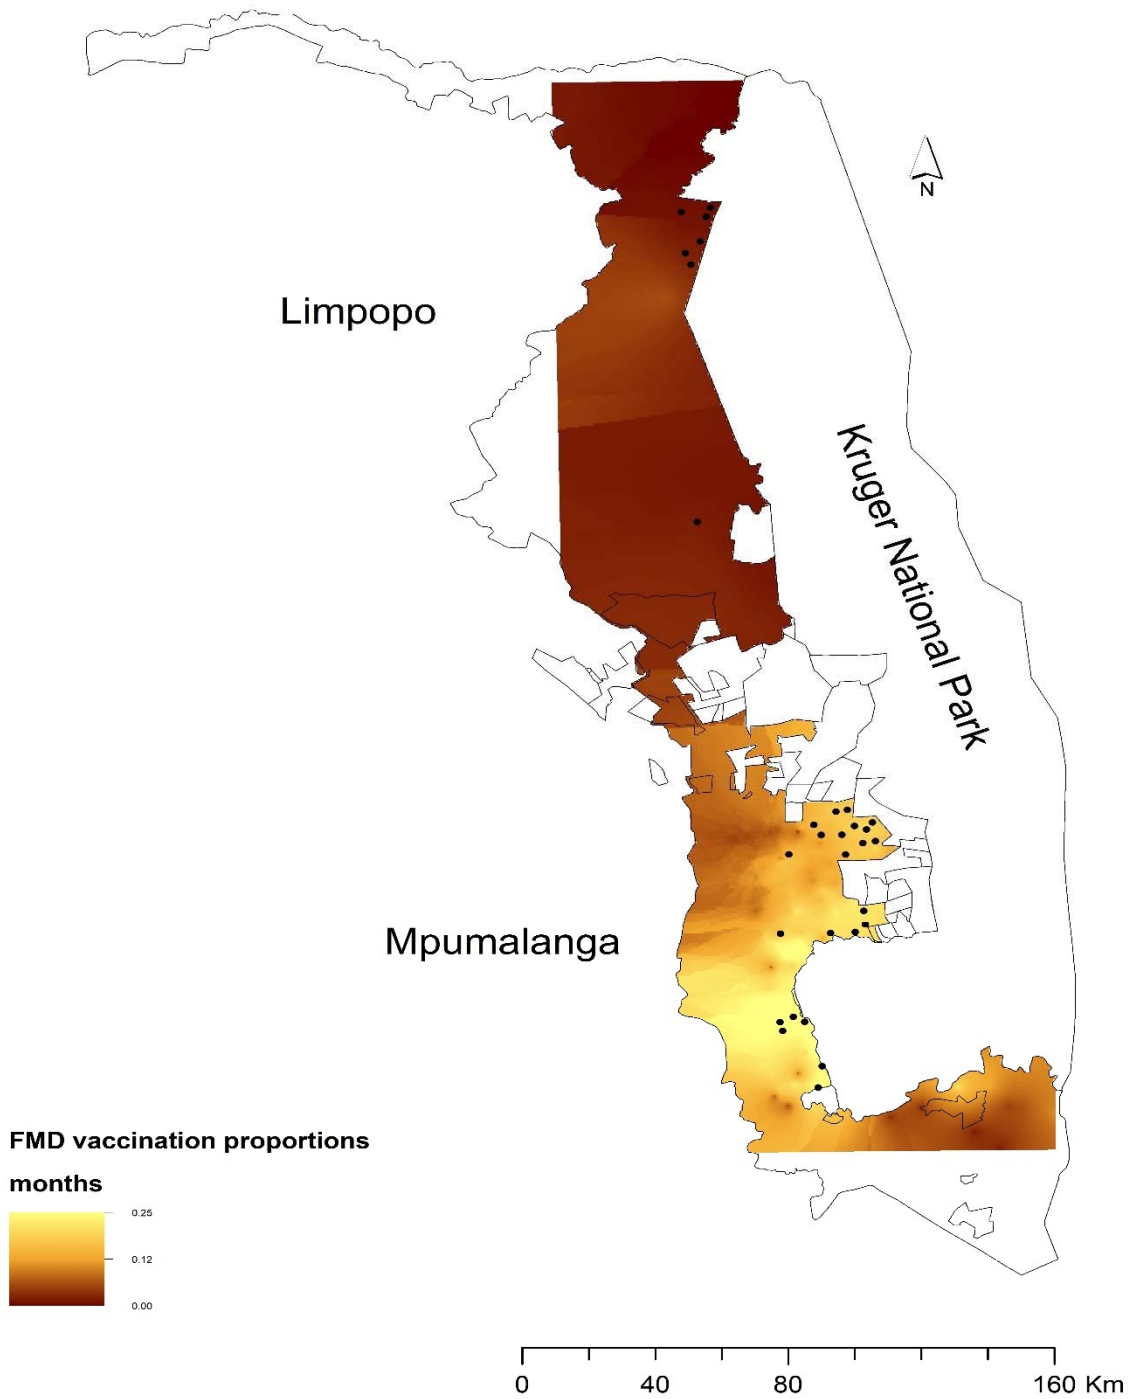 N
Limpopo
Kruger National Park
Mpumalanga
FMD vaccination proportions
months
0.25
0.12
0.00
0 40 80 160 Km